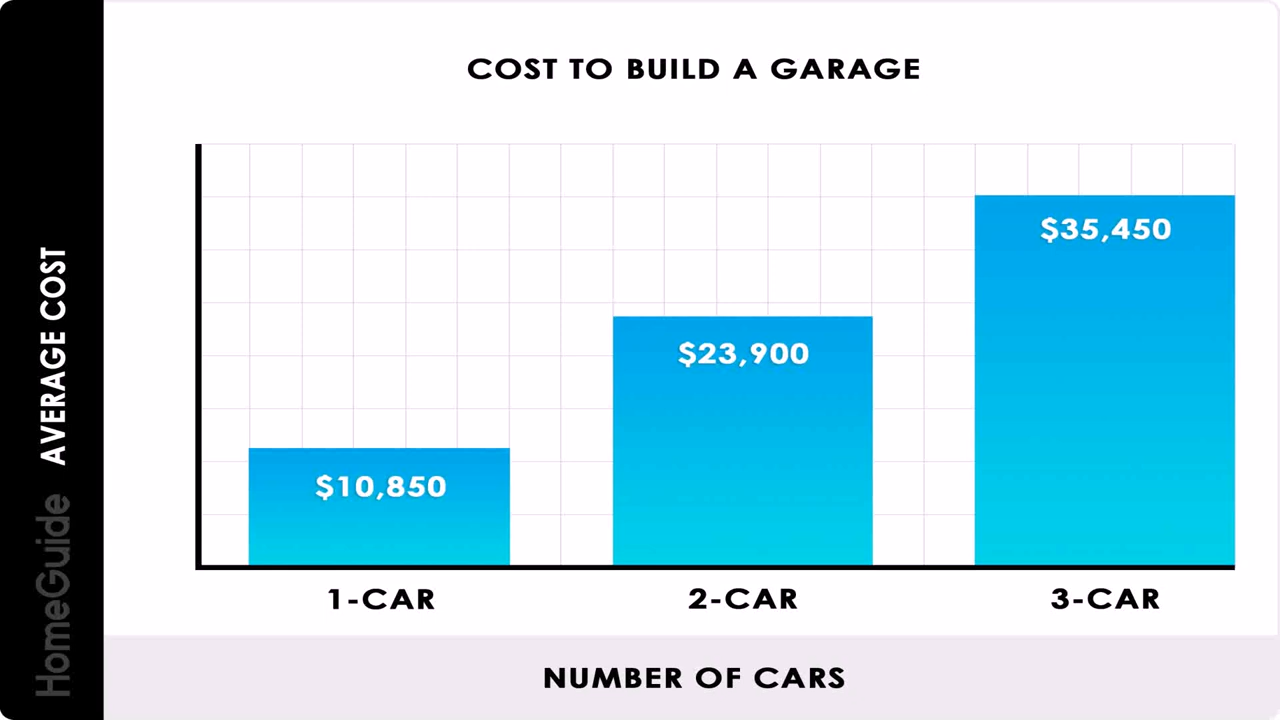 COST TO BUILD A GARAGE
AVERAGE COST
HomeGuide
$10,850
$23,900
$35,450
1-CAR
2-CAR
3-CAR
NUMBER OF CARS